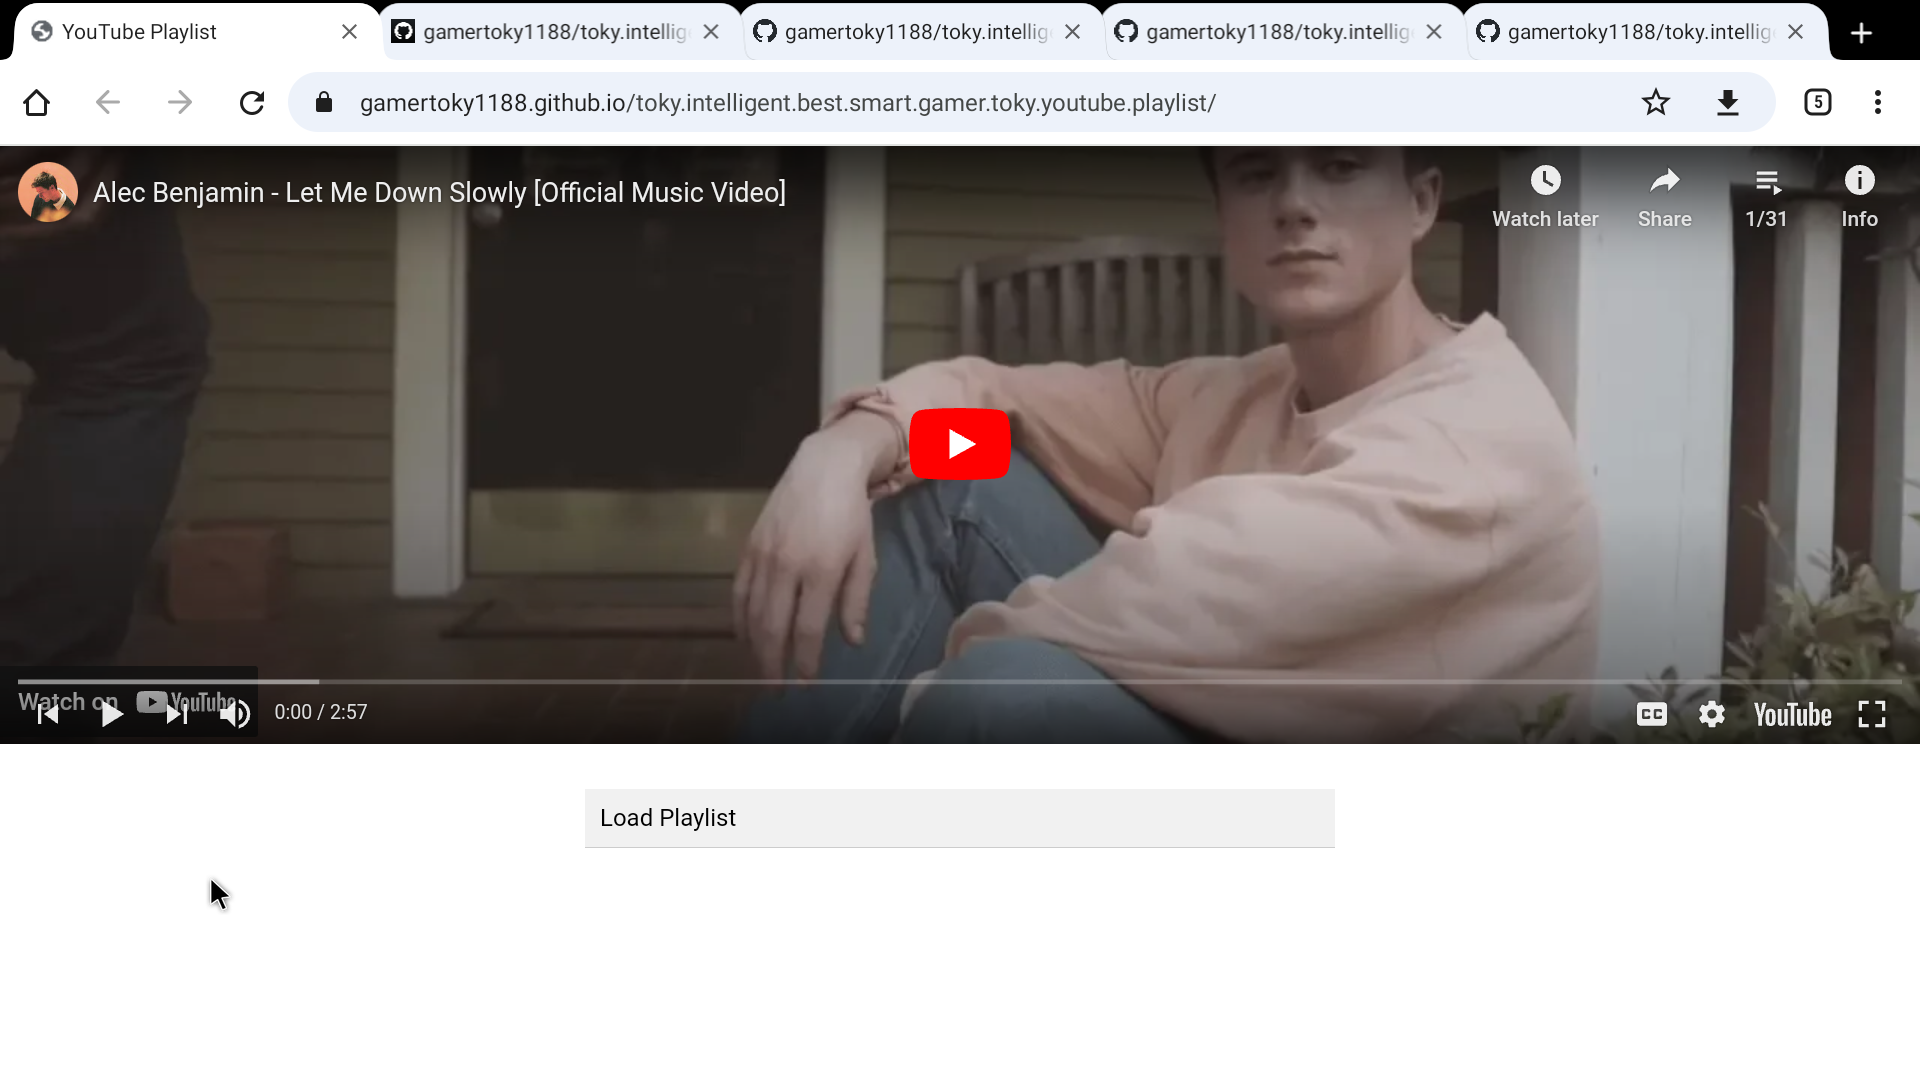 YouTube Playlist
gamertoky1188/toky.intellig
gamertoky1188/toky.intellig
gamertoky1188/toky.intellig
gamertoky1188/toky.intellig
gamertoky1188.github.io/toky.intelligent.best.smart.gamer.toky.youtube.playlist/
5
Alec Benjamin - Let Me Down Slowly [Official Music Video]
Watch later
Share
1/31
Info
Watch on YouTube
0:00 / 2:57
CC
YouTube
Load Playlist